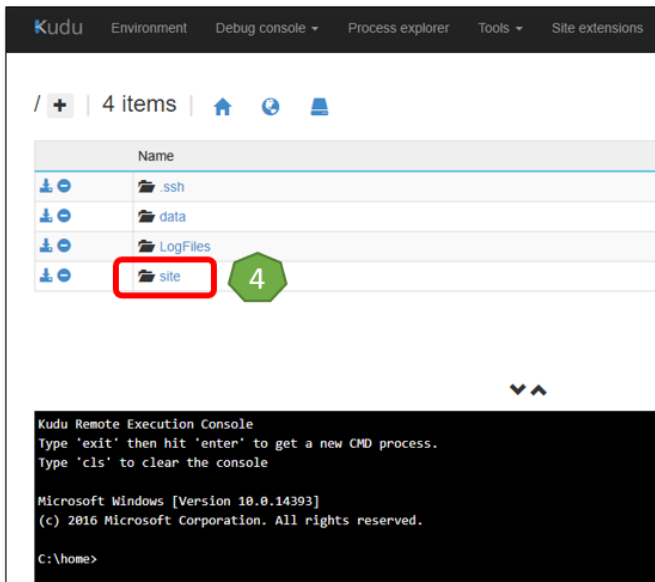 Kudu Environment Debug console Process explorer Tools Site extensions
/ + | 4 items |
Name
.ssh
data
LogFiles
site 4
Kudu Remote Execution Console
Type 'exit' then hit 'enter' to get a new CMD process.
Type 'cls' to clear the console
Microsoft Windows [Version 10.0.14393]
(c) 2016 Microsoft Corporation. All rights reserved.
C:\home>